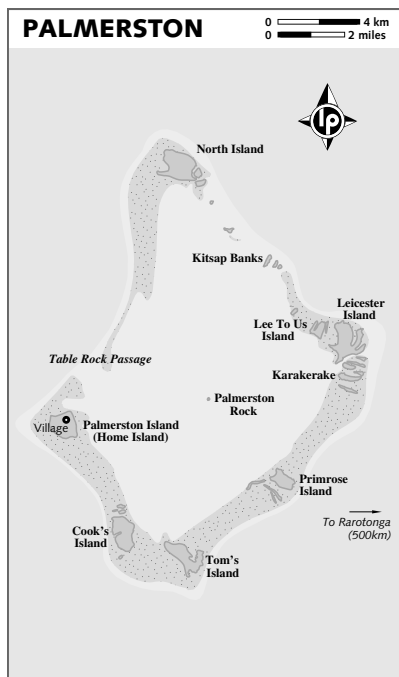 PALMERSTON
0 4 km
0 2 miles
lp
North Island
Kitsap Banks
Leicester
Island
Lee To Us
Island
Karakerake
Table Rock Passage
Palmerston
Rock
Village
Palmerston Island
(Home Island)
Primrose
Island
To Rarotonga
(500km)
Cook's
Island
Tom's
Island